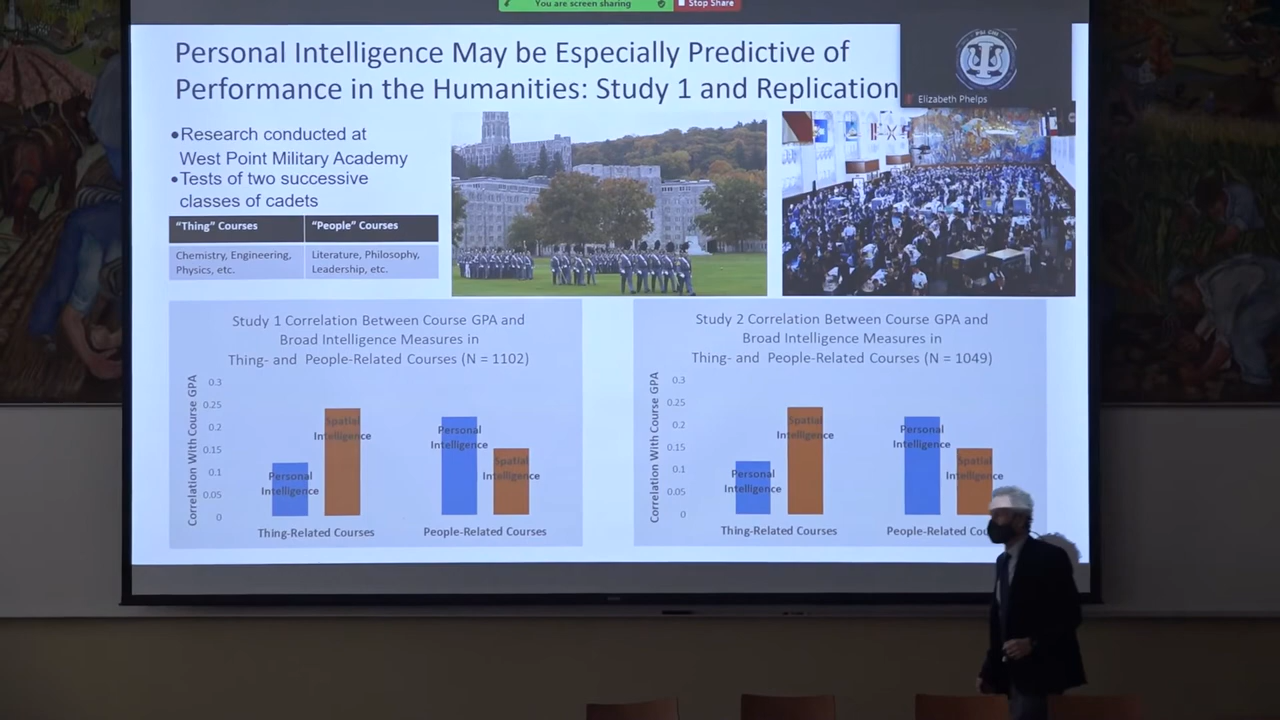 You are screen sharing
Stop Share
Personal Intelligence May be Especially Predictive of
Performance in the Humanities: Study 1 and Replication
PSI CHI
Elizabeth Phelps
•Research conducted at
West Point Military Academy
•Tests of two successive
classes of cadets
"Thing" Courses
"People" Courses
Chemistry, Engineering,
Physics, etc.
Literature, Philosophy,
Leadership, etc.
Study 1 Correlation Between Course GPA and
Broad Intelligence Measures in
Thing- and People-Related Courses (N = 1102)
Correlation With Course GPA
0.3
0.25
0.2
0.15
0.1
0.05
0
Personal
Intelligence
Spatial
Intelligence
Personal
Intelligence
Spatial
Intelligence
Thing-Related Courses
People-Related Courses
Study 2 Correlation Between Course GPA and
Broad Intelligence Measures in
Thing- and People-Related Courses (N = 1049)
Correlation With Course GPA
0.3
0.25
0.2
0.15
0.1
0.05
0
Personal
Intelligence
Spatial
Intelligence
Personal
Intelligence
Spatial
Intelligence
Thing-Related Courses
People-Related Cou